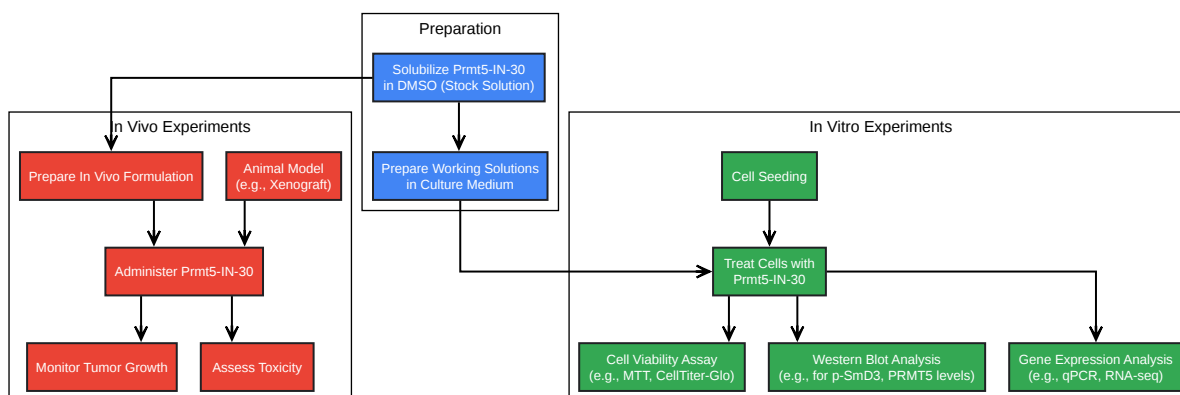 Preparation
Solubilize Prmt5-IN-30
in DMSO (Stock Solution)
Prepare Working Solutions
in Culture Medium
In Vivo Experiments
Prepare In Vivo Formulation
Animal Model
(e.g., Xenograft)
Administer Prmt5-IN-30
Monitor Tumor Growth
Assess Toxicity
In Vitro Experiments
Cell Seeding
Treat Cells with
Prmt5-IN-30
Cell Viability Assay
(e.g., MTT, CellTiter-Glo)
Western Blot Analysis
(e.g., for p-SmD3, PRMT5 levels)
Gene Expression Analysis
(e.g., qPCR, RNA-seq)